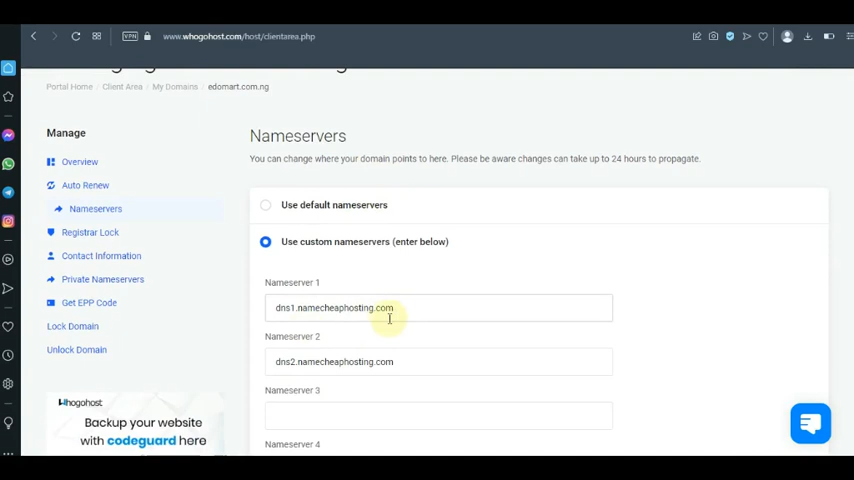 VPN
www.whogohost.com/host/clientarea.php
Portal Home / Client Area / My Domains / edomart.com.ng
Manage
Overview
Auto Renew
Nameservers
Registrar Lock
Contact Information
Private Nameservers
Get EPP Code
Lock Domain
Unlock Domain
whogohost
Backup your website
with codeguard here
Nameservers
You can change where your domain points to here. Please be aware changes can take up to 24 hours to propagate.
Use default nameservers
Use custom nameservers (enter below)
Nameserver 1
dns1.namecheaphosting.com
Nameserver 2
dns2.namecheaphosting.com
Nameserver 3
Nameserver 4